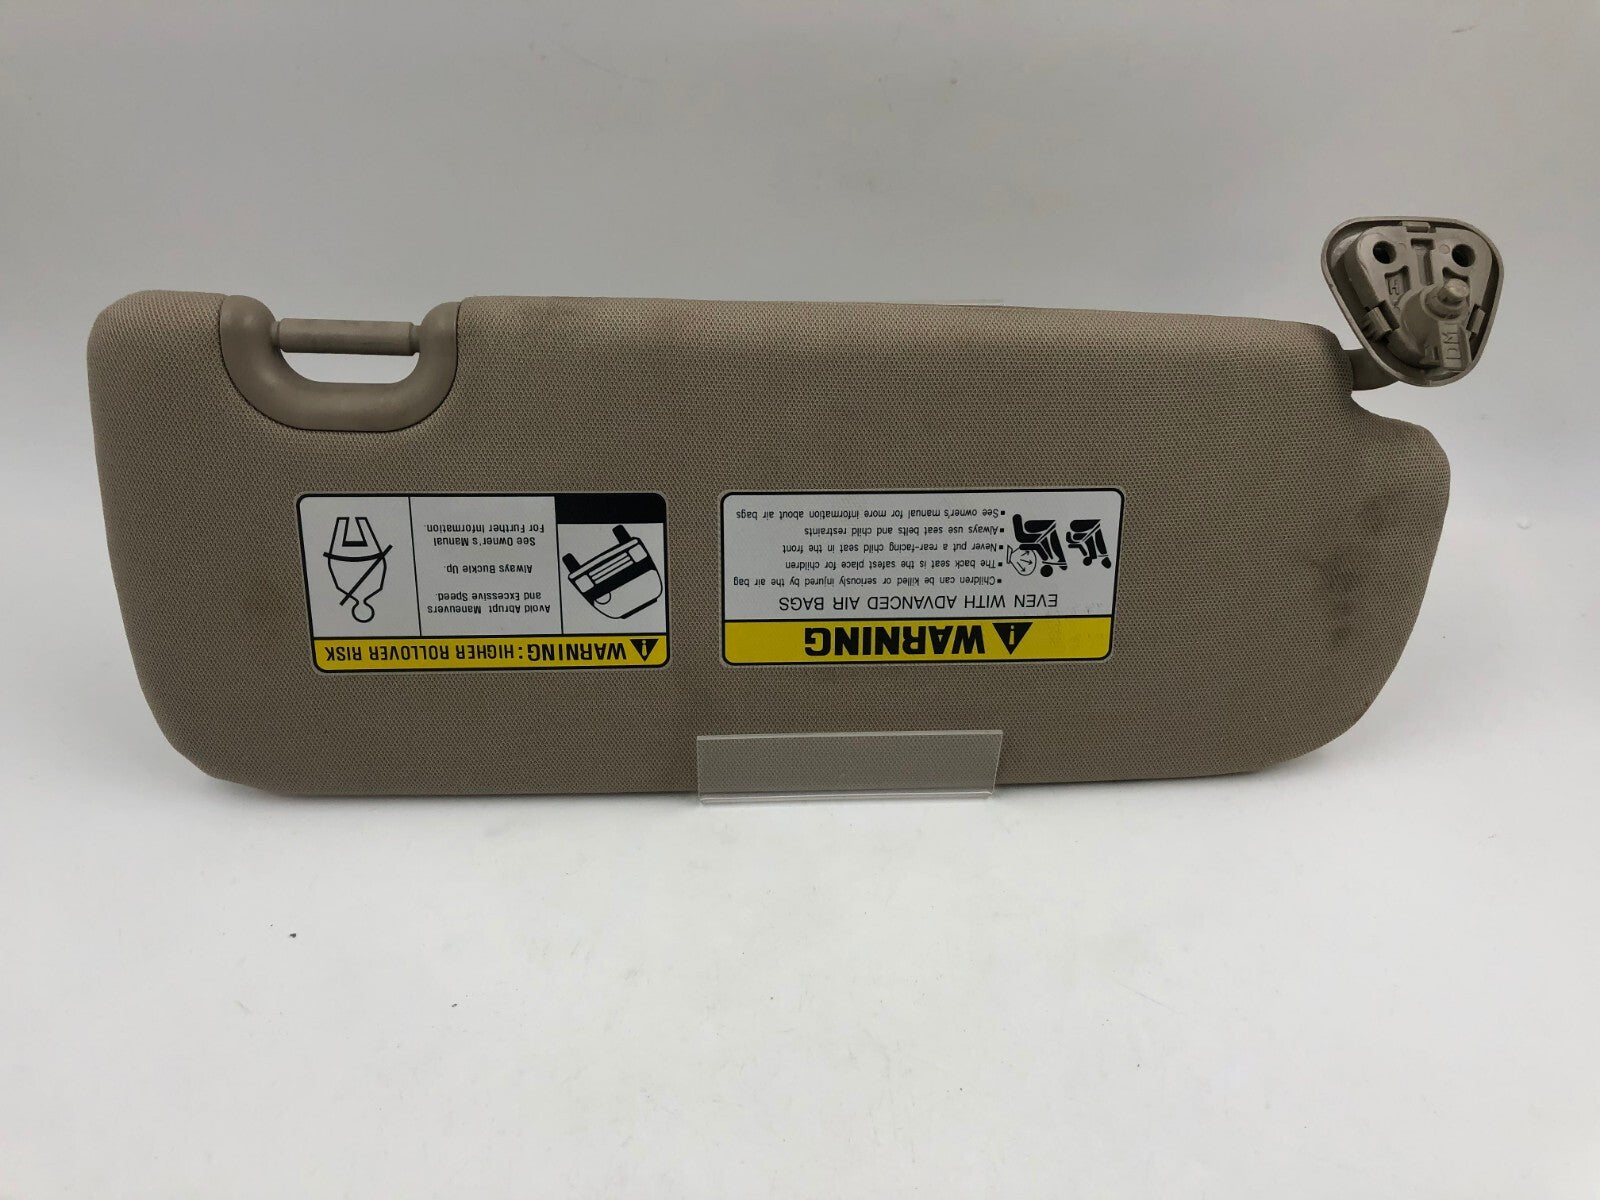 WARNING: HIGHER ROLLOVER RISK
Avoid Abrupt Maneuvers
and Excessive Speed.
Always Buckle Up.
See Owner's Manual
For Further Information.
WARNING
EVEN WITH ADVANCED AIR BAGS
▪ Children can be killed or seriously injured by the air bag
▪ The back seat is the safest place for children
▪ Never put a rear-facing child seat in the front
▪ Always use seat belts and child restraints
▪ See owner's manual for more information about air bags